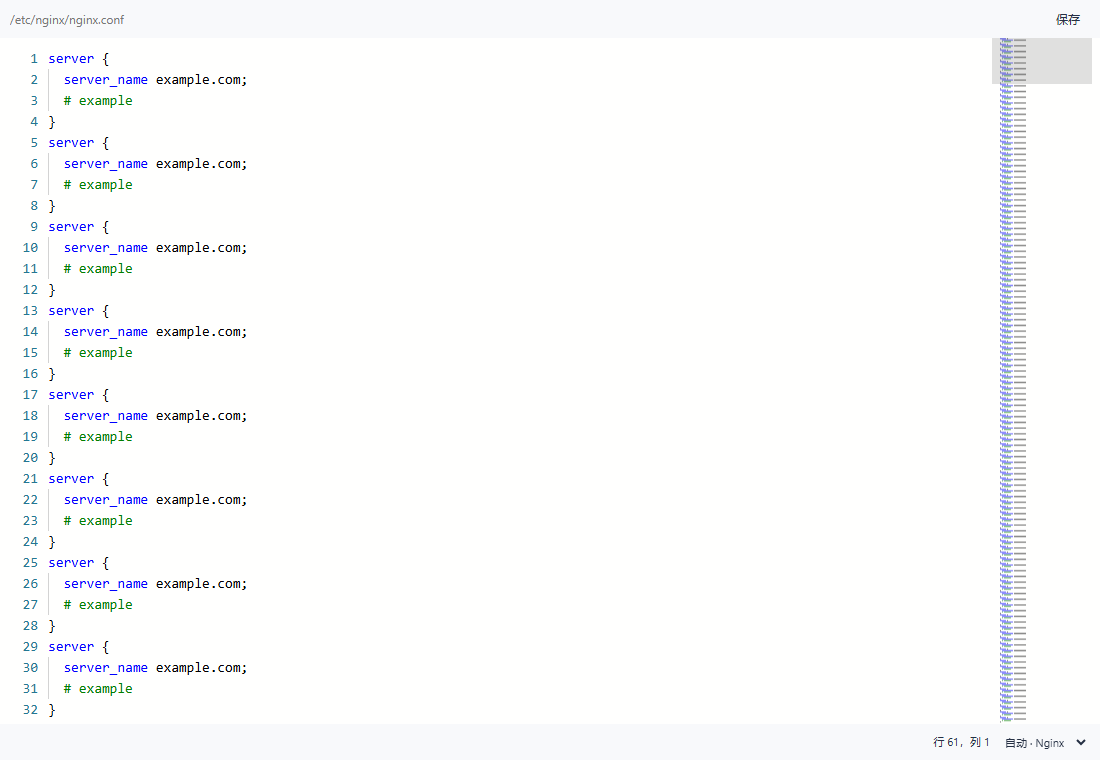 /etc/nginx/nginx.conf 保存
1 server {
2 server_name example.com;
3 # example
4 }
5 server {
6 server_name example.com;
7 # example
8 }
9 server {
10 server_name example.com;
11 # example
12 }
13 server {
14 server_name example.com;
15 # example
16 }
17 server {
18 server_name example.com;
19 # example
20 }
21 server {
22 server_name example.com;
23 # example
24 }
25 server {
26 server_name example.com;
27 # example
28 }
29 server {
30 server_name example.com;
31 # example
32 }
行 61，列 1 自动 · Nginx